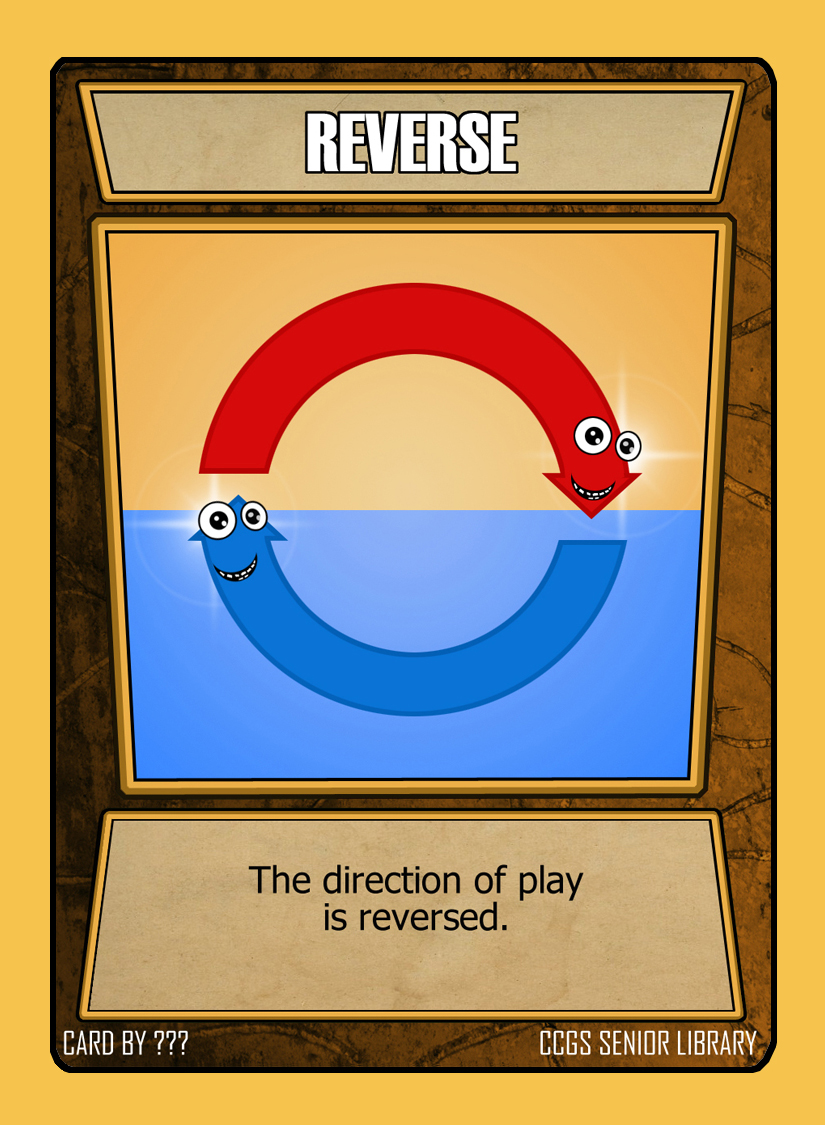 REVERSE
The direction of play
is reversed.
CARD BY ???
CCGS SENIOR LIBRARY